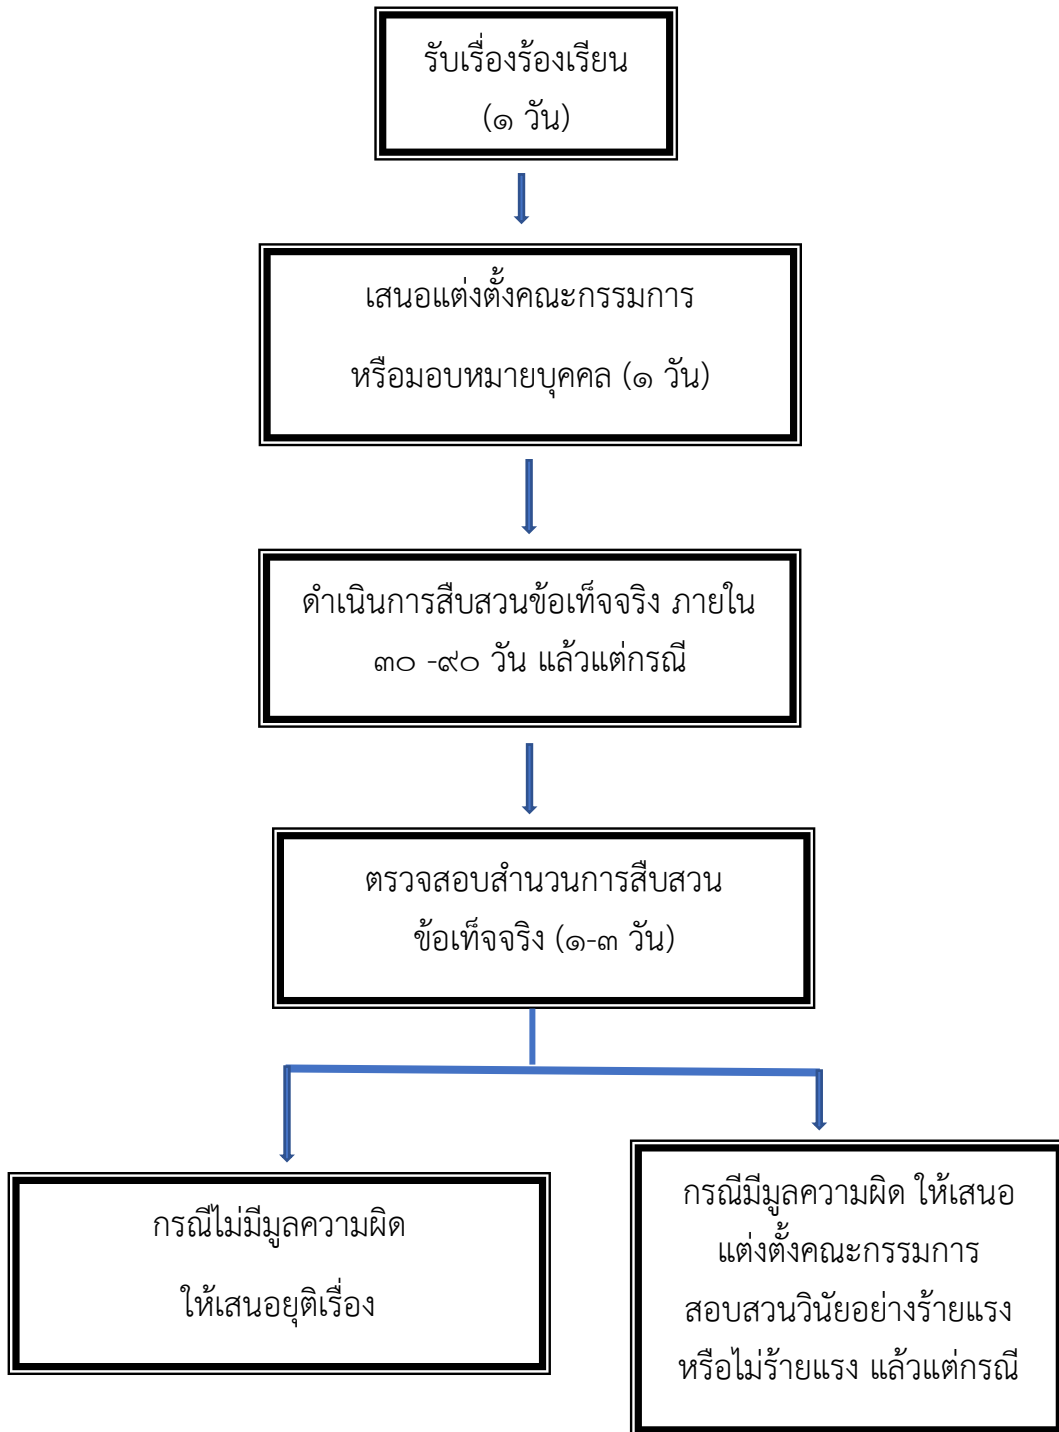 รับเรื่องร้องเรียน
(๑ วัน)
เสนอแต่งตั้งคณะกรรมการ
หรือมอบหมายบุคคล (๑ วัน)
ดำเนินการสืบสวนข้อเท็จจริง ภายใน
๓๐ -๙๐ วัน แล้วแต่กรณี
ตรวจสอบสำนวนการสืบสวน
ข้อเท็จจริง (๑-๓ วัน)
กรณีไม่มีมูลความผิด
ให้เสนอยุติเรื่อง
กรณีมีมูลความผิด ให้เสนอ
แต่งตั้งคณะกรรมการ
สอบสวนวินัยอย่างร้ายแรง
หรือไม่ร้ายแรง แล้วแต่กรณี